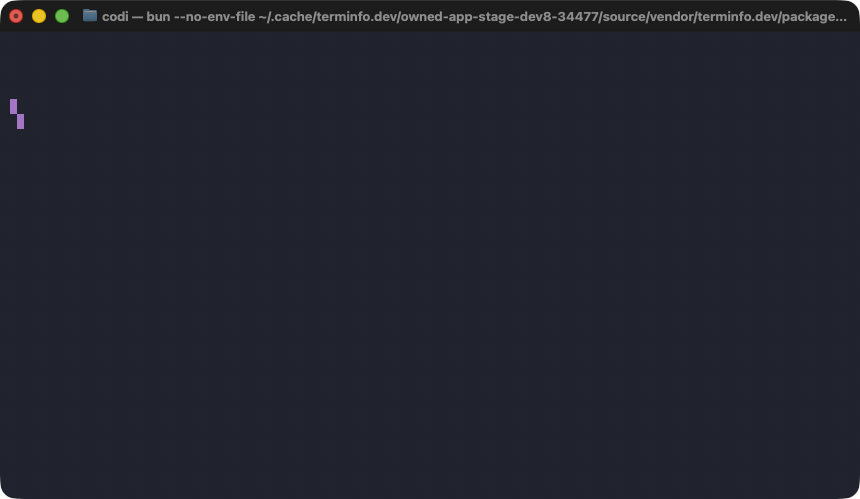 codi — bun --no-env-file ~/.cache/terminfo.dev/owned-app-stage-dev8-34477/source/vendor/terminfo.dev/package...